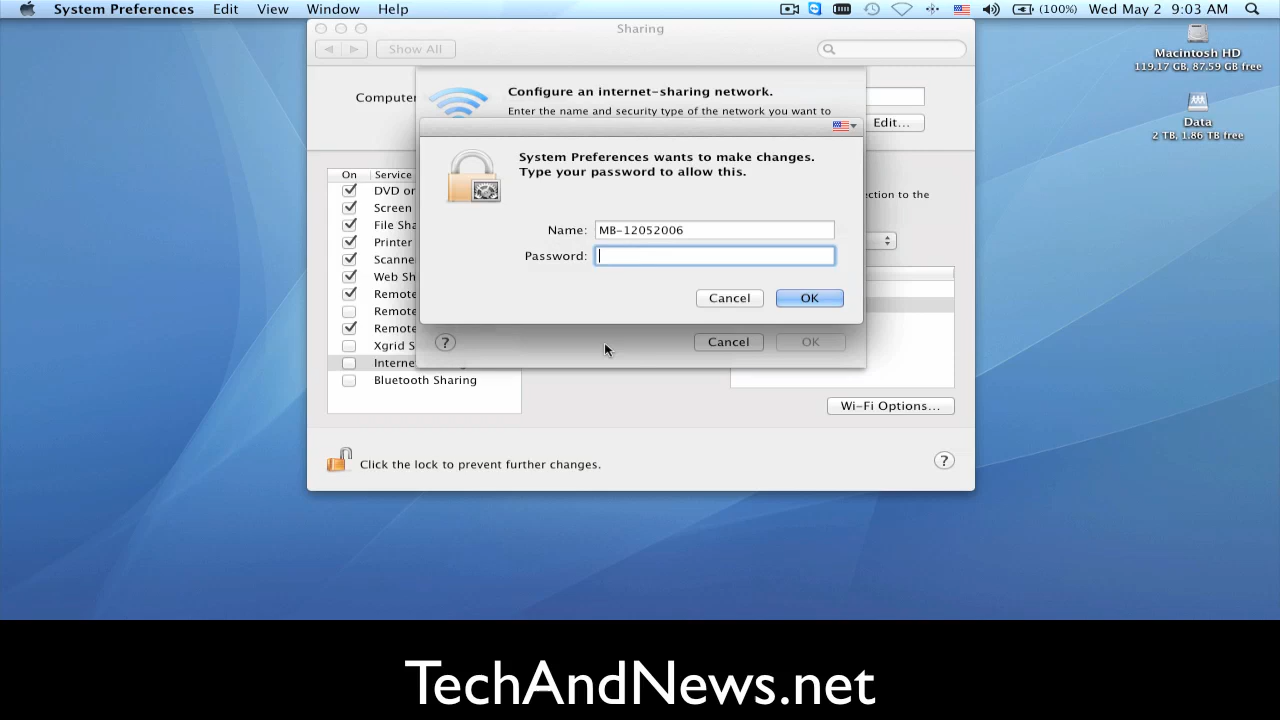 System Preferences Edit View Window Help
(100%) Wed May 2 9:03 AM
Sharing
Show All
Macintosh HD
119.17 GB, 87.59 GB free
Data
2 TB, 1.86 TB free
Computer
Edit...
Configure an internet-sharing network.
Enter the name and security type of the network you want to
System Preferences wants to make changes.
Type your password to allow this.
Name: MB-12052006
Password:
Cancel OK
? Cancel OK
On Service
DVD or
Screen
File Sha
Printer
Scanne
Web Sh
Remote
Remote
Remote
Xgrid S
Interne
Bluetooth Sharing
ection to the
Wi-Fi Options...
Click the lock to prevent further changes.
?
TechAndNews.net